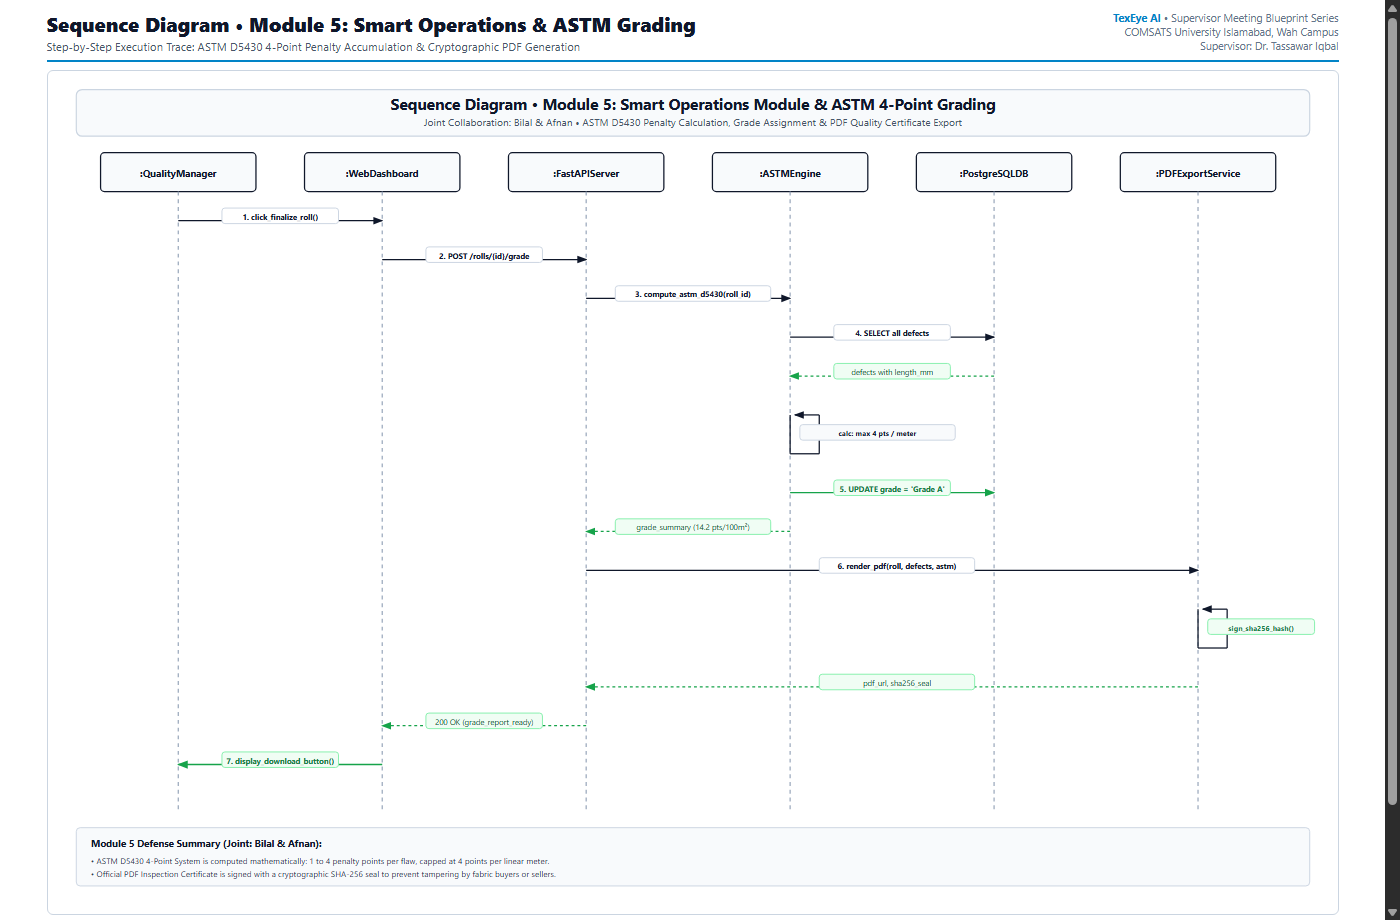 Sequence Diagram • Module 5: Smart Operations & ASTM Grading
Step-by-Step Execution Trace: ASTM D5430 4-Point Penalty Accumulation & Cryptographic PDF Generation
TexEye AI • Supervisor Meeting Blueprint Series
COMSATS University Islamabad, Wah Campus
Supervisor: Dr. Tassawar Iqbal
Sequence Diagram • Module 5: Smart Operations Module & ASTM 4-Point Grading
Joint Collaboration: Bilal & Afnan • ASTM D5430 Penalty Calculation, Grade Assignment & PDF Quality Certificate Export
:QualityManager
:WebDashboard
:FastAPIServer
:ASTMEngine
:PostgreSQLDB
:PDFExportService
1. click_finalize_roll()
2. POST /rolls/{id}/grade
3. compute_astm_d5430(roll_id)
4. SELECT all defects
defects with length_mm
calc: max 4 pts / meter
5. UPDATE grade = 'Grade A'
grade_summary (14.2 pts/100m²)
6. render_pdf(roll, defects, astm)
sign_sha256_hash()
pdf_url, sha256_seal
200 OK (grade_report_ready)
7. display_download_button()
Module 5 Defense Summary (Joint: Bilal & Afnan):
• ASTM D5430 4-Point System is computed mathematically: 1 to 4 penalty points per flaw, capped at 4 points per linear meter.
• Official PDF Inspection Certificate is signed with a cryptographic SHA-256 seal to prevent tampering by fabric buyers or sellers.